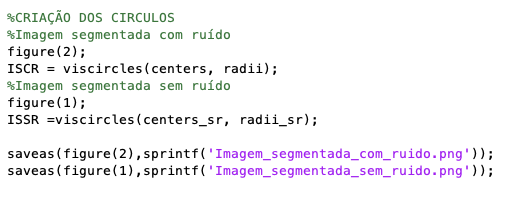 %CRIAÇÃO DOS CIRCULOS
%Imagem segmentada com ruído
figure(2);
ISCR = viscircles(centers, radii);
%Imagem segmentada sem ruído
figure(1);
ISSR =viscircles(centers_sr, radii_sr);
saveas(figure(2),sprintf('Imagem_segmentada_com_ruido.png'));
saveas(figure(1),sprintf('Imagem_segmentada_sem_ruido.png'));